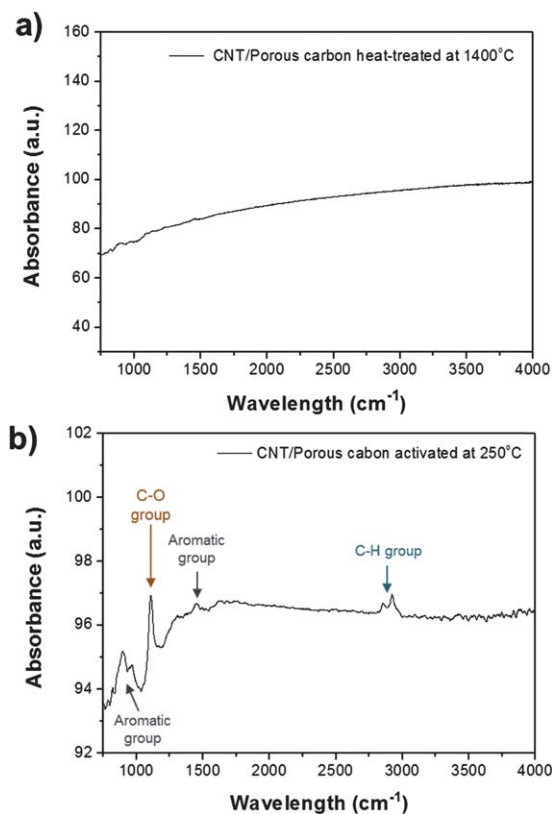 a)
160
140
120
100
80
60
40
Absorbance (a.u.)
CNT/Porous carbon heat-treated at 1400°C
1000 1500 2000 2500 3000 3500 4000
Wavelength (cm⁻¹)
b)
102
100
98
96
94
92
Absorbance (a.u.)
CNT/Porous cabon activated at 250°C
C-O
group
Aromatic
group
C-H group
Aromatic
group
1000 1500 2000 2500 3000 3500 4000
Wavelength (cm⁻¹)